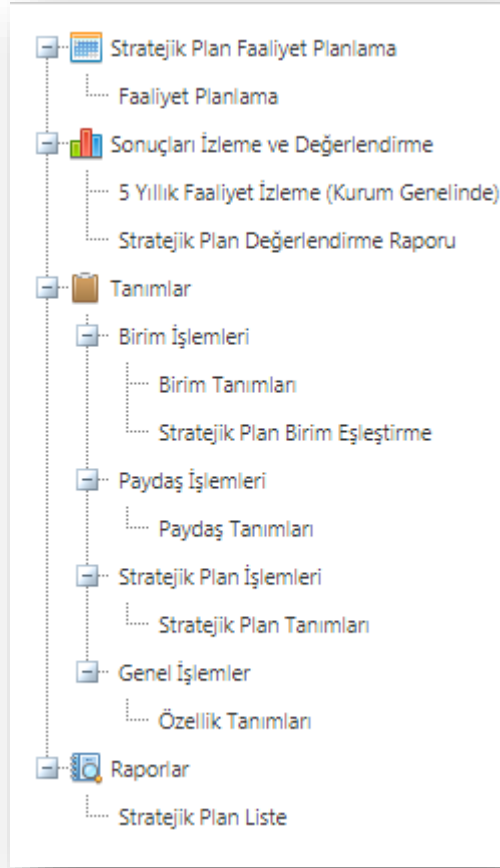 Stratejik Plan Faaliyet Planlama
Faaliyet Planlama
Sonuçları İzleme ve Değerlendirme
5 Yıllık Faaliyet İzleme (Kurum Genelinde)
Stratejik Plan Değerlendirme Raporu
Tanımlar
Birim İşlemleri
Birim Tanımları
Stratejik Plan Birim Eşleştirme
Paydaş İşlemleri
Paydaş Tanımları
Stratejik Plan İşlemleri
Stratejik Plan Tanımları
Genel İşlemler
Özellik Tanımları
Raporlar
Stratejik Plan Liste